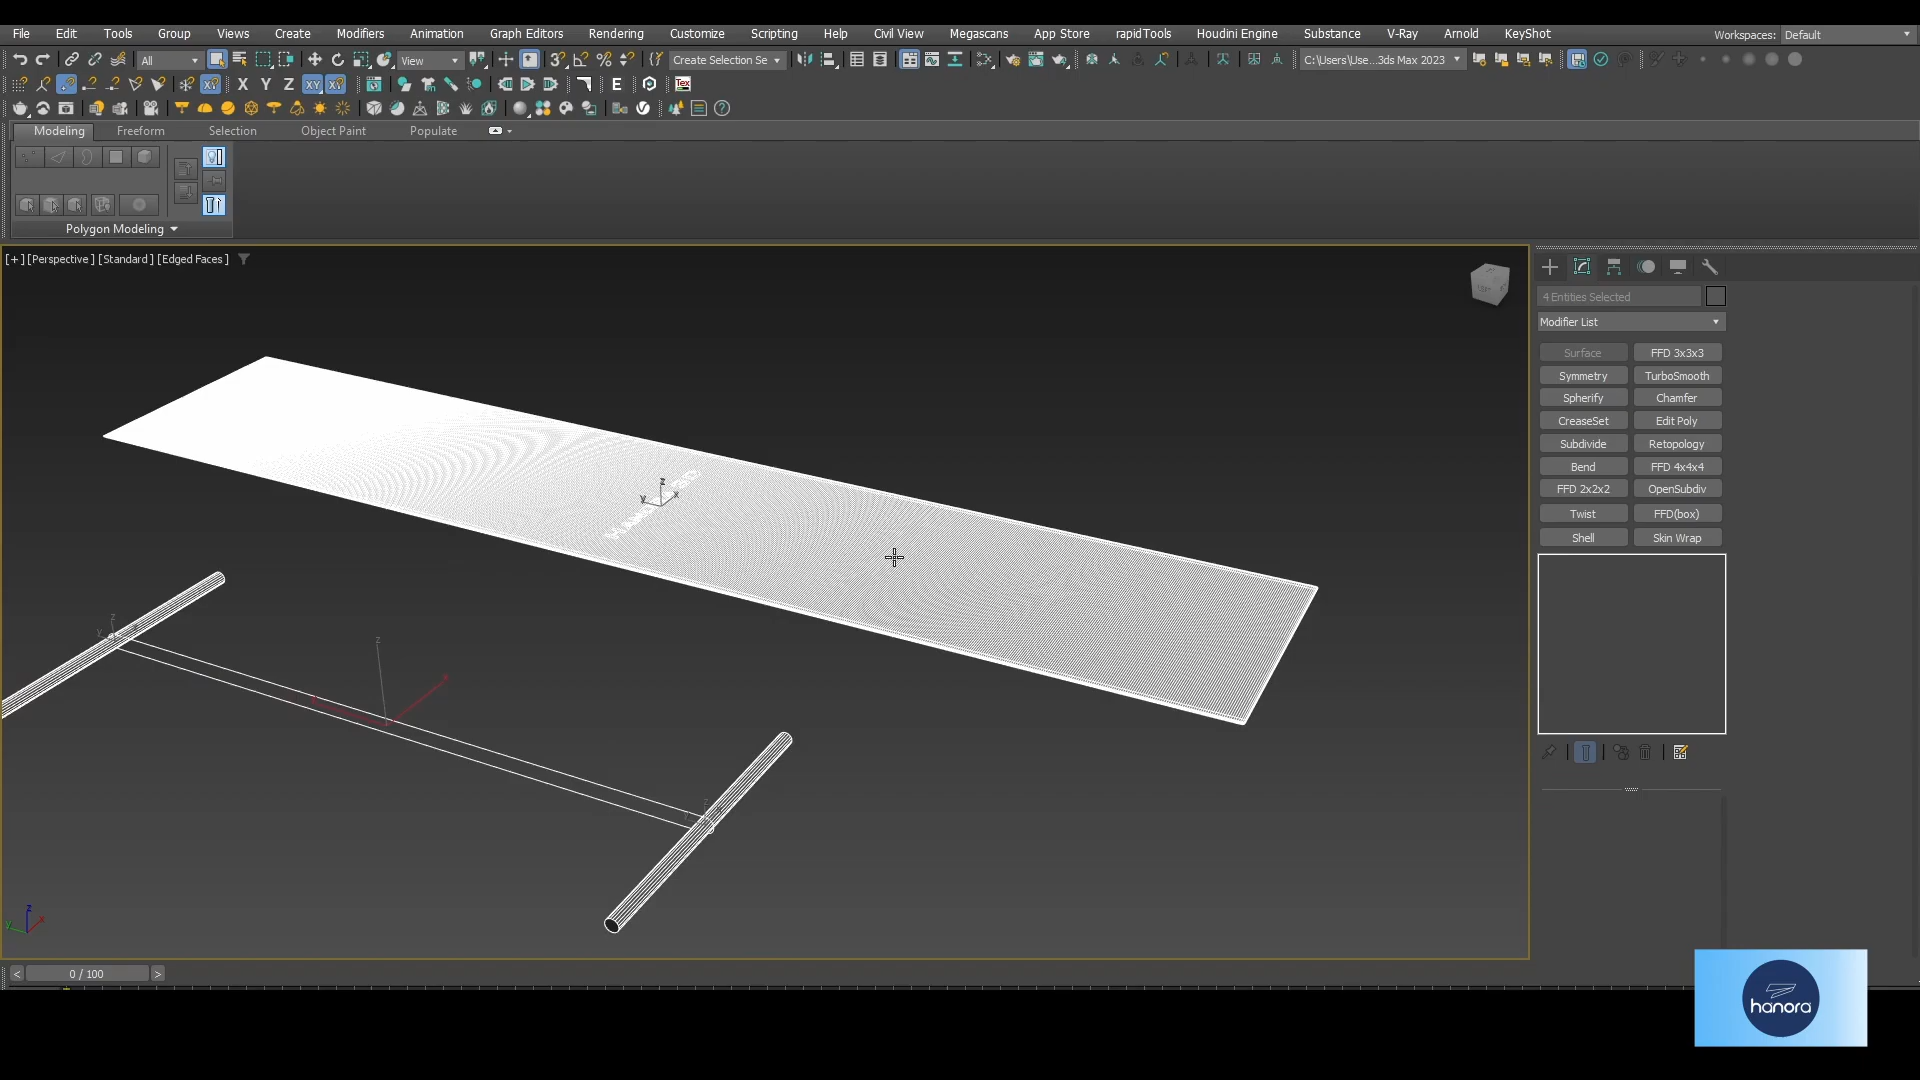 File Edit Tools Group Views Create Modifiers Animation Graph Editors Rendering Customize Scripting Help Civil View Megascans App Store rapidTools Houdini Engine Substance V-Ray Arnold KeyShot Workspaces: Default
All View Create Selection Se C:\Users\Use...3ds Max 2023
X Y Z XY E
Modeling Freeform Selection Object Paint Populate
Polygon Modeling
[+] [Perspective] [Standard] [Edged Faces]
4 Entities Selected
Modifier List
Surface FFD 3x3x3
Symmetry TurboSmooth
Spherify Chamfer
CreaseSet Edit Poly
Subdivide Retopology
Bend FFD 4x4x4
FFD 2x2x2 OpenSubdiv
Twist FFD(box)
Shell Skin Wrap
z
y x
z
y
z
x
z
y
z
y x
< 0 / 100 >
hanora